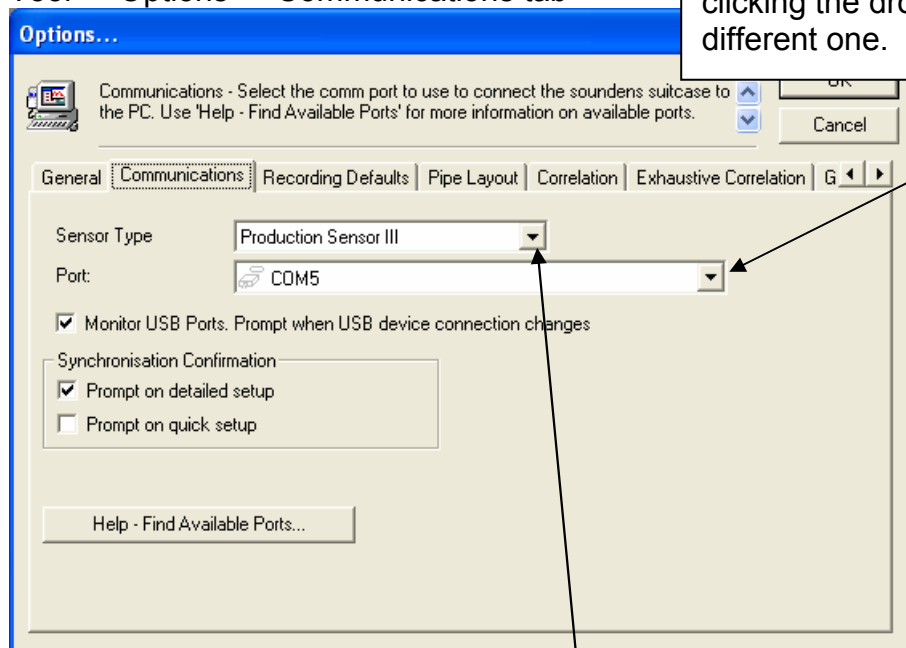 clicking the
different one.
Options...
Communications - Select the comm port to use to connect the soundens suitcase to
the PC. Use 'Help - Find Available Ports' for more information on available ports.
Cancel
General Communications Recording Defaults Pipe Layout Correlation Exhaustive Correlation G
Sensor Type Production Sensor III
Port: COM5
Monitor USB Ports. Prompt when USB device connection changes
Synchronisation Confirmation
Prompt on detailed setup
Prompt on quick setup
Help - Find Available Ports...